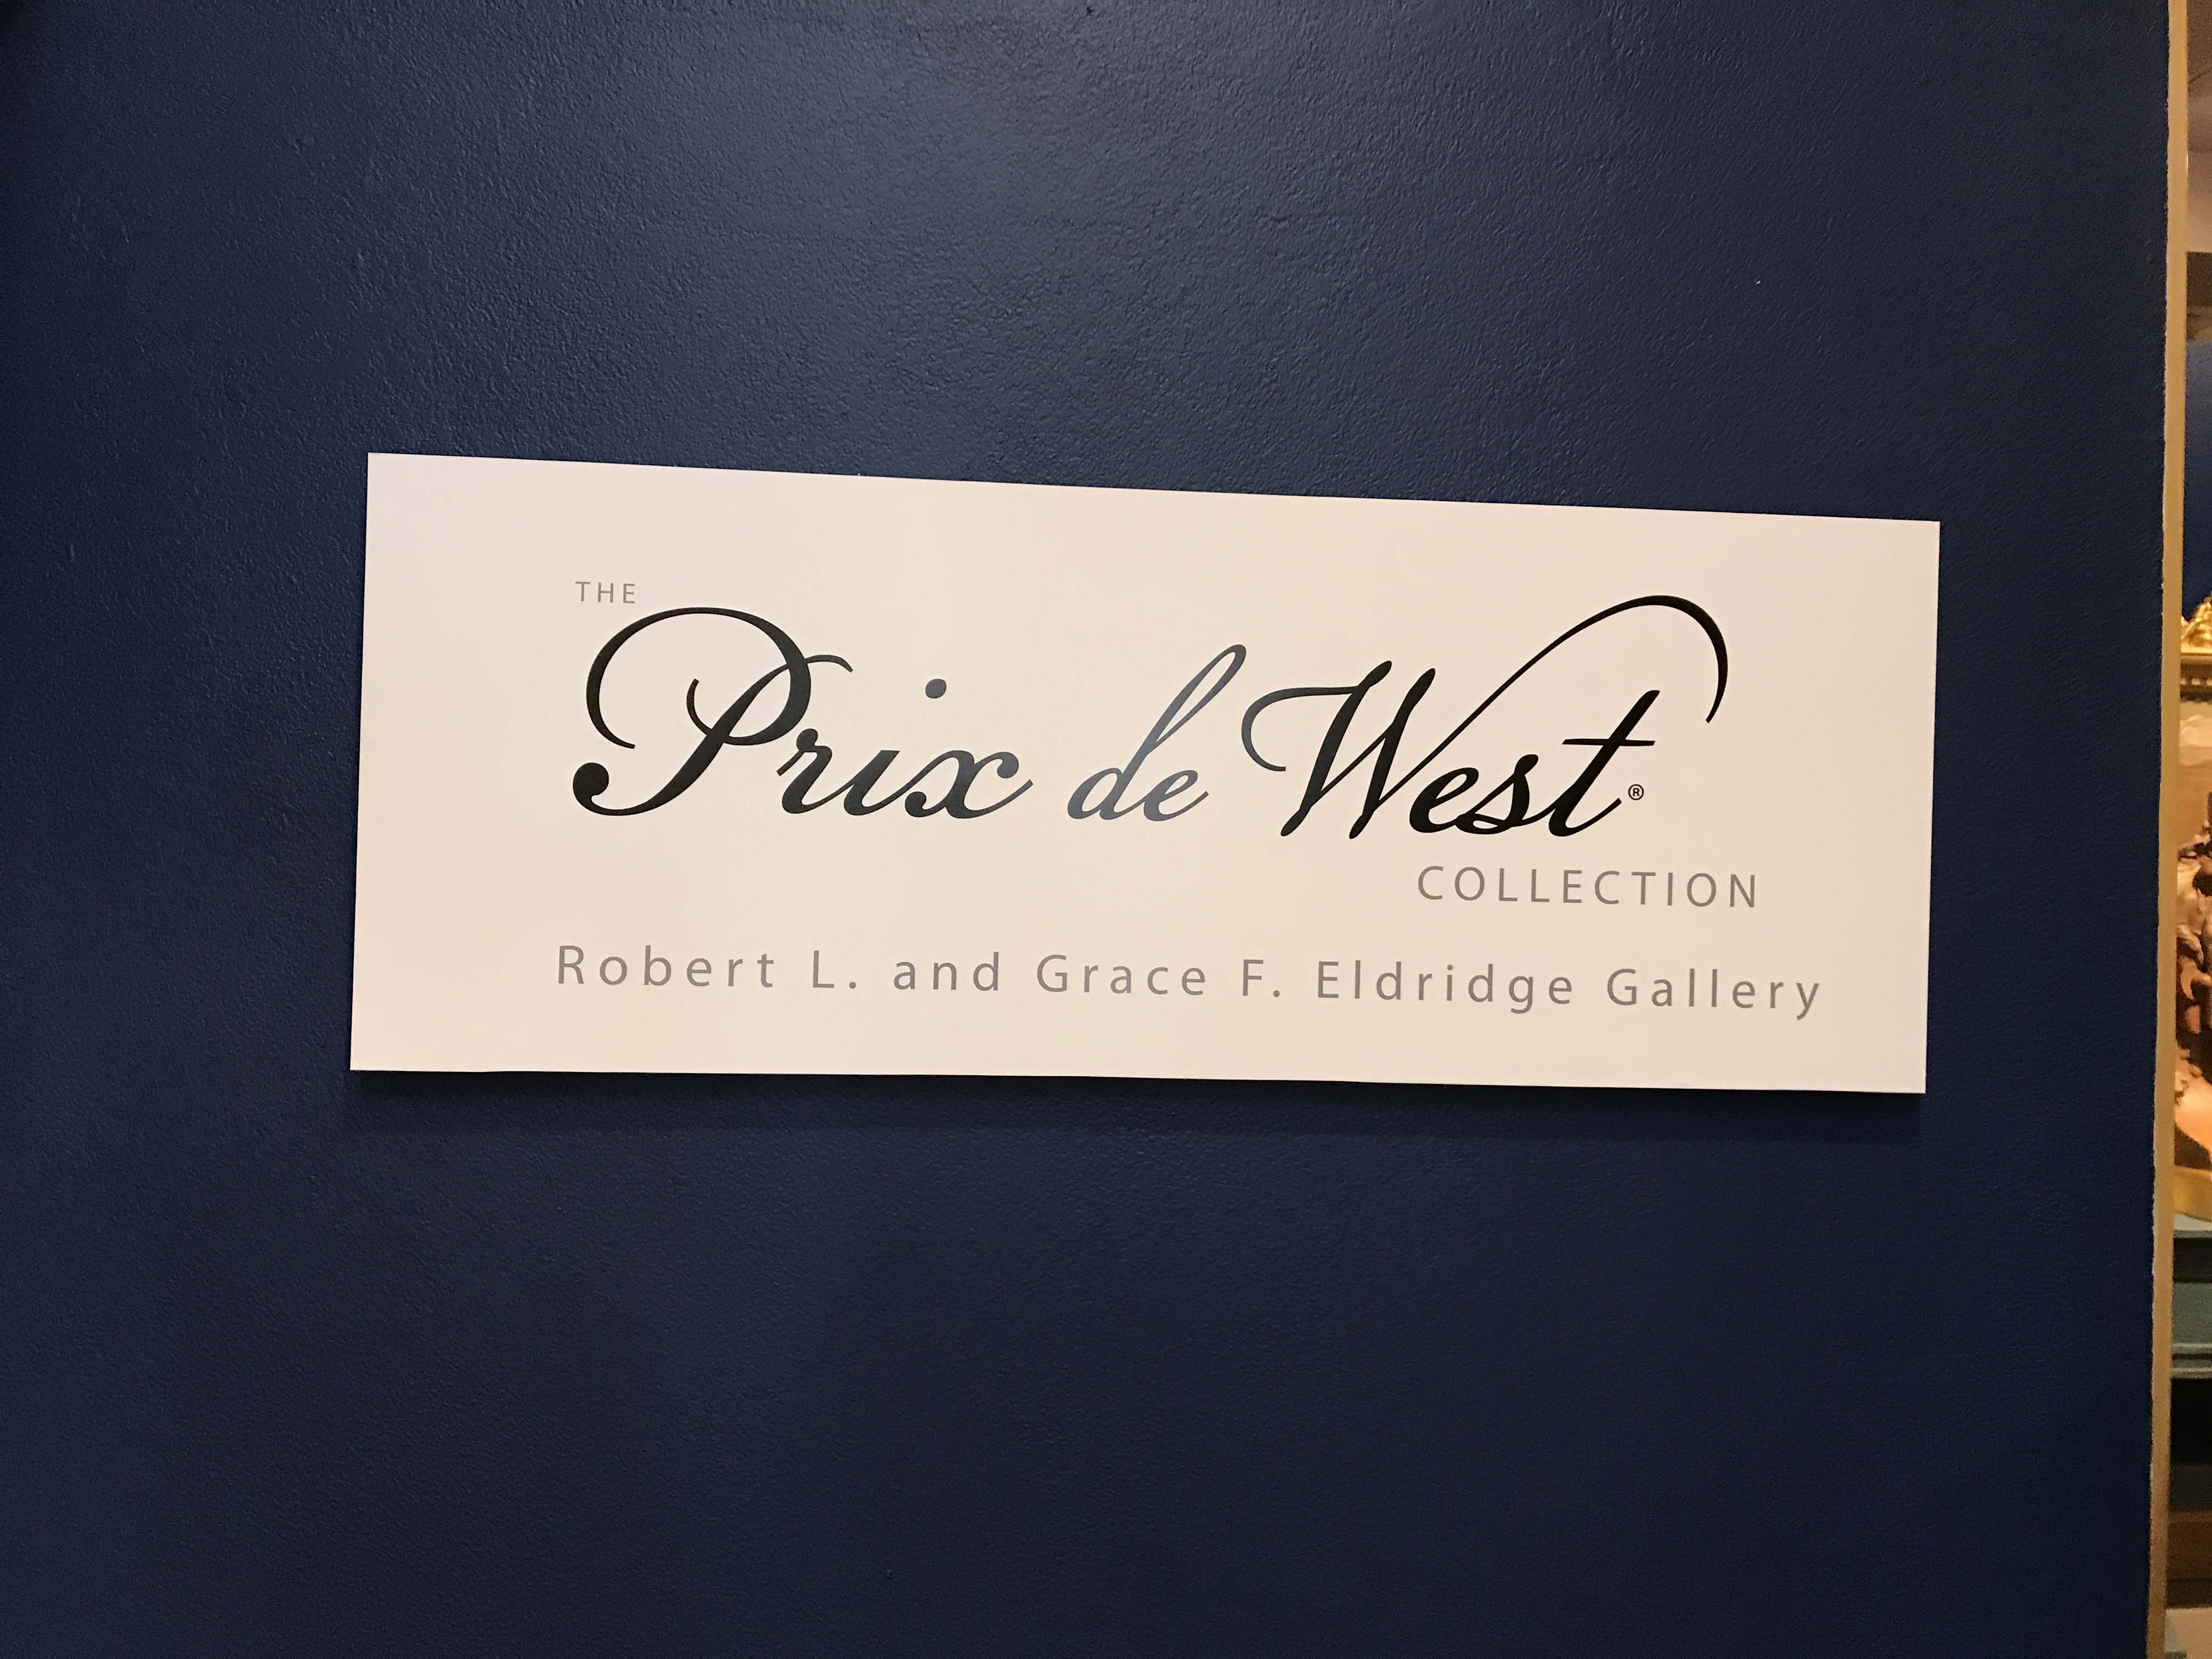 THE
Prix de West®
COLLECTION
Robert L. and Grace F. Eldridge Gallery